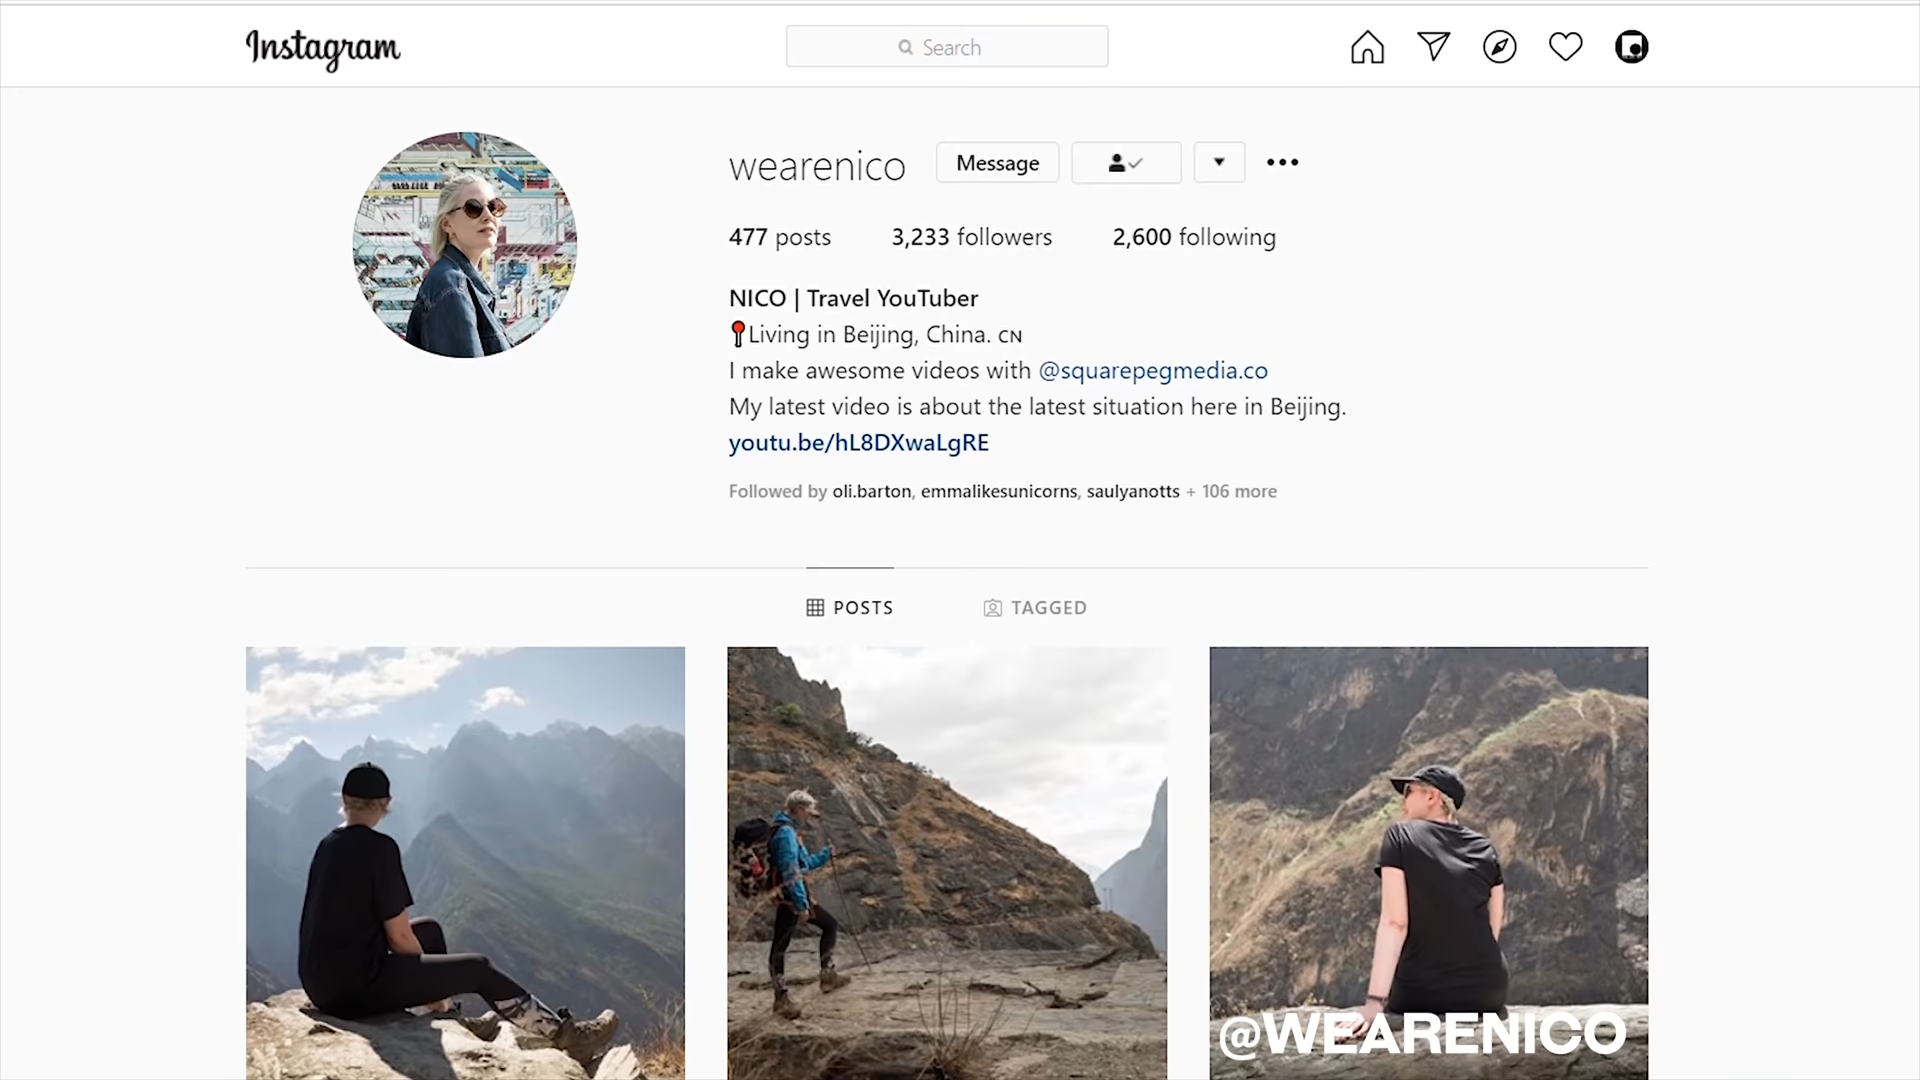 Instagram
Search
wearenico
Message
477 posts 3,233 followers 2,600 following
NICO | Travel YouTuber
📍Living in Beijing, China. CN
I make awesome videos with @squarepegmedia.co
My latest video is about the latest situation here in Beijing.
youtu.be/hL8DXwaLgRE
Followed by oli.barton, emmalikesunicorns, saulyanotts + 106 more
POSTS TAGGED
@WEARENICO